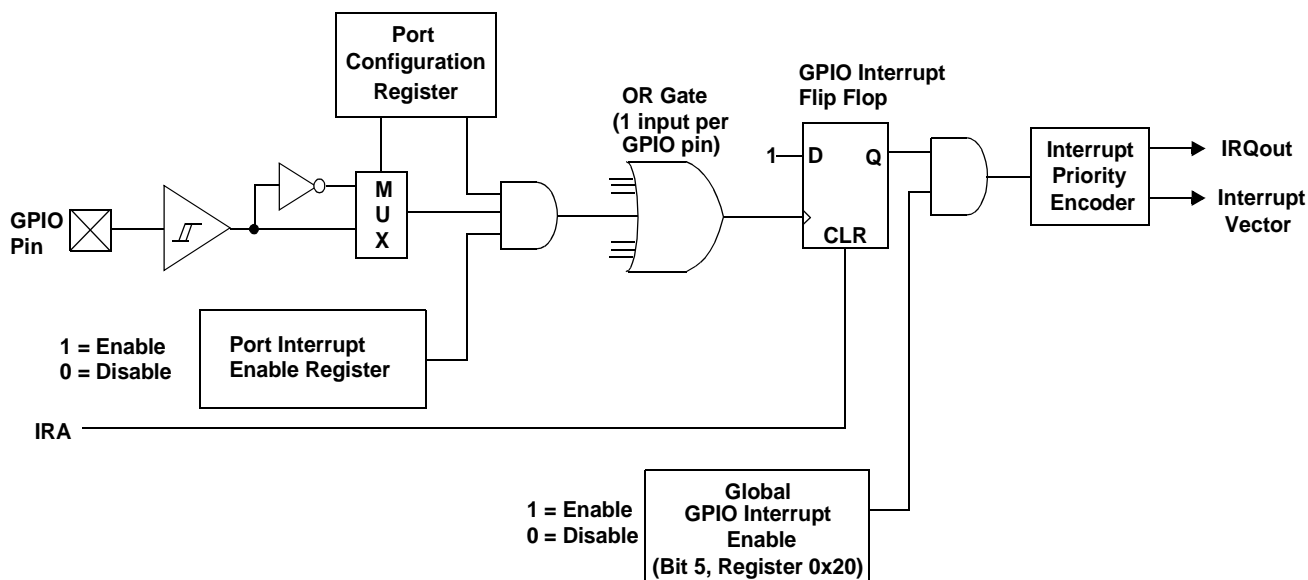 Port
Configuration
Register
GPIO Interrupt
Flip Flop
OR Gate
(1 input per
GPIO pin)
GPIO
Pin
M
U
X
1
D
Q
CLR
Interrupt
Priority
Encoder
IRQout
Interrupt
Vector
1 = Enable
0 = Disable
Port Interrupt
Enable Register
IRA
1 = Enable
0 = Disable
Global
GPIO Interrupt
Enable
(Bit 5, Register 0x20)